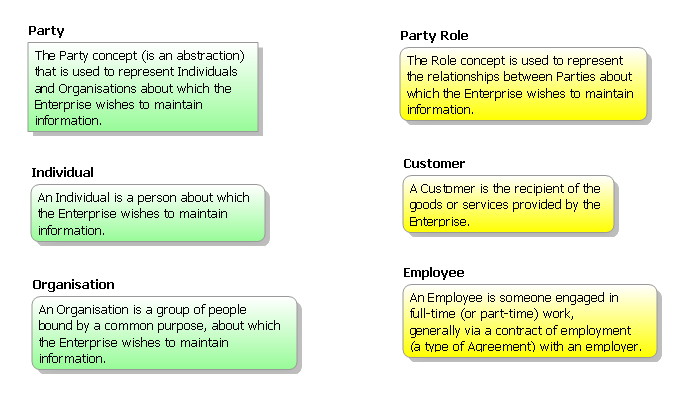 Party
The Party concept (is an abstraction)
that is used to represent Individuals
and Organisations about which the
Enterprise wishes to maintain
information.
Individual
An Individual is a person about which
the Enterprise wishes to maintain
information.
Organisation
An Organisation is a group of people
bound by a common purpose, about which
the Enterprise wishes to maintain
information.
Party Role
The Role concept is used to represent
the relationships between Parties about
which the Enterprise wishes to maintain
information.
Customer
A Customer is the recipient of the
goods or services provided by the
Enterprise.
Employee
An Employee is someone engaged in
full-time (or part-time) work,
generally via a contract of employment
(a type of Agreement) with an employer.